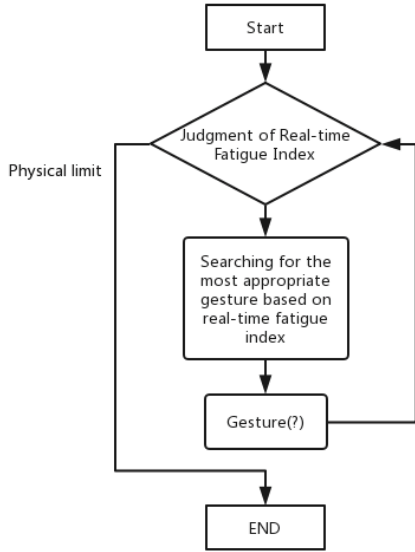 Start
Judgment of Real-time
Fatigue Index
Physical limit
Searching for the
most appropriate
gesture based on
real-time fatigue
index
Gesture(?)
END